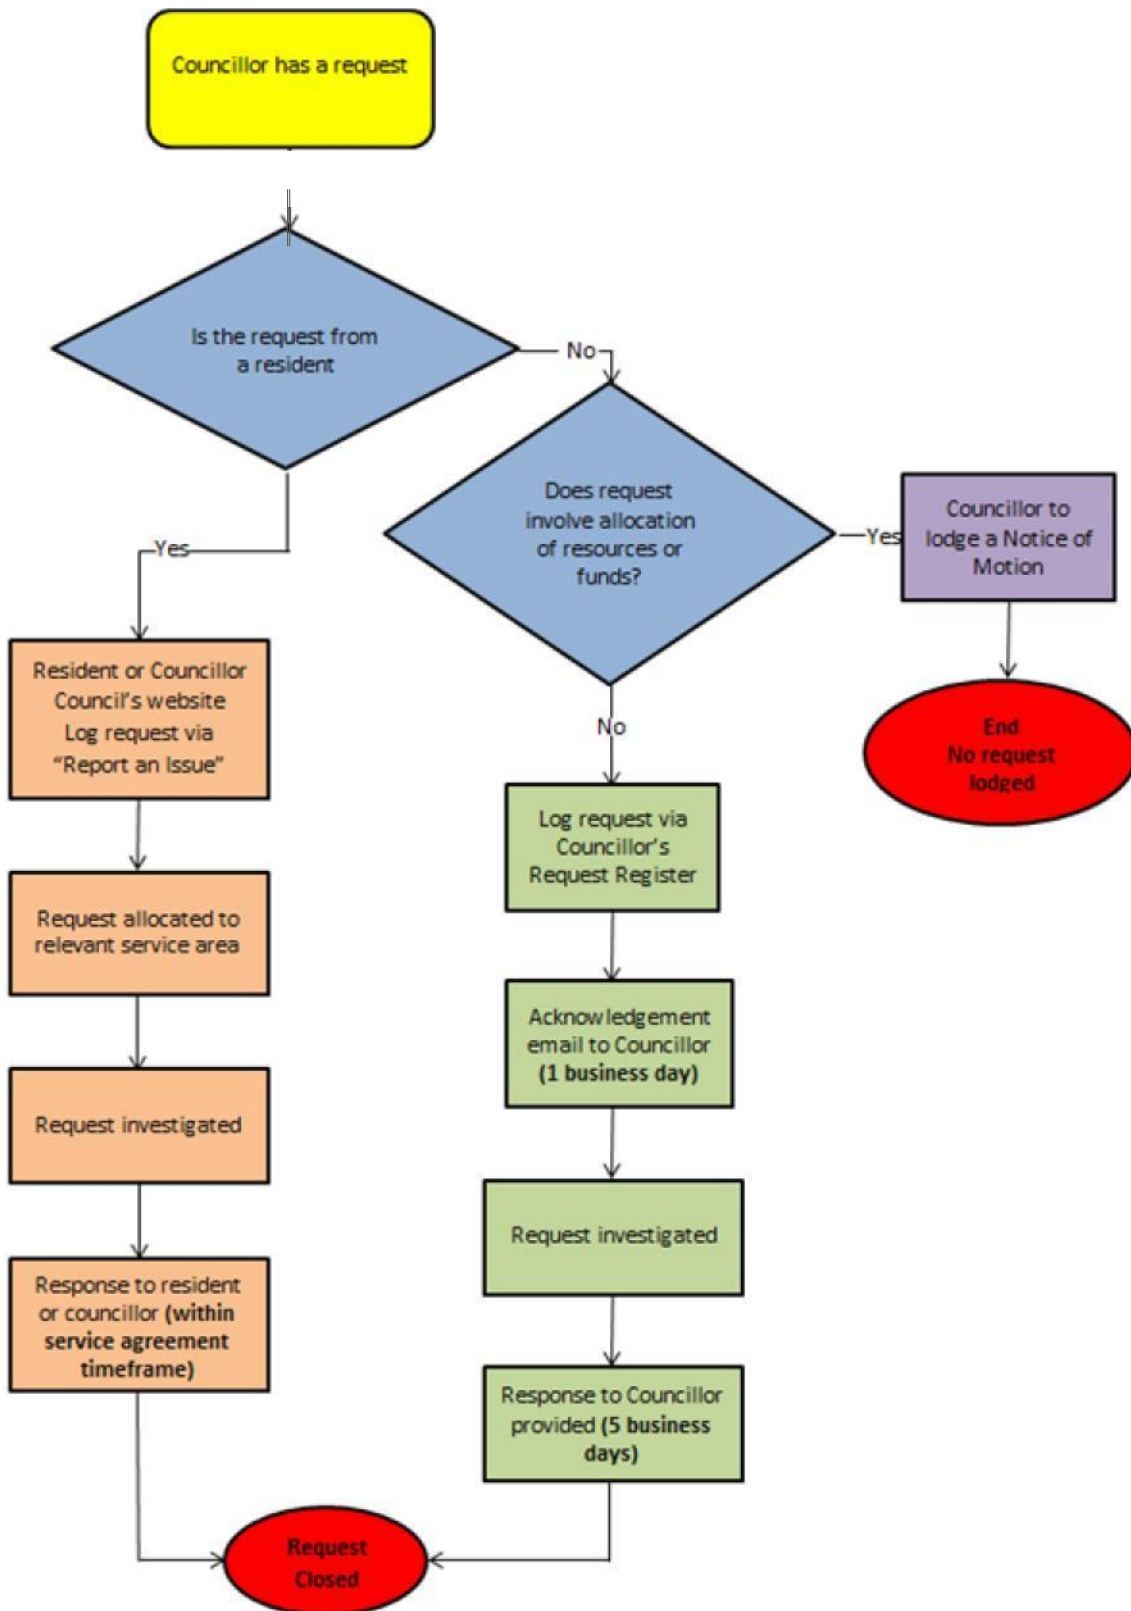 Councillor has a request
Is the request from
a resident
No
Does request
involve allocation
of resources or
funds?
Yes
Councillor to
lodge a Notice of
Motion
End
No request
lodged
Yes
Resident or Councillor
Council's website
Log request via
"Report an Issue"
Request allocated to
relevant service area
Request investigated
Response to resident
or councillor (within
service agreement
timeframe)
No
Log request via
Councillor's
Request Register
Acknowledgement
email to Councillor
(1 business day)
Request investigated
Response to Councillor
provided (5 business
days)
Request
Closed